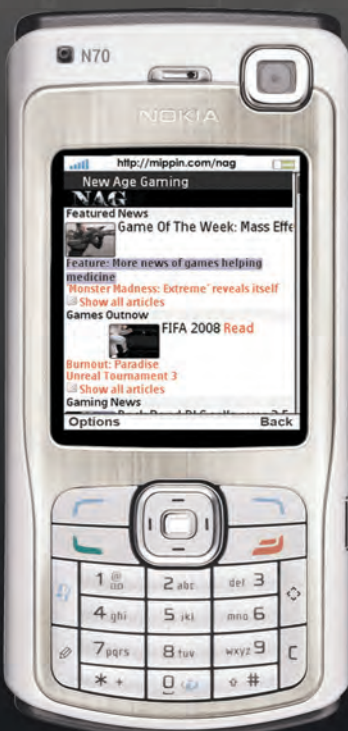 N70
NOKIA
http://mippin.com/nag
New Age Gaming
NAG
Featured News
Game Of The Week: Mass Effe
Feature: More news of games helping
medicine
'Monster Madness: Extreme' reveals itself
Show all articles
Games Outnow
FIFA 2008 Read
Burnout: Paradise
Unreal Tournament 3
Show all articles
Gaming News
Options Back
1 2 abc def 3
4 ghi 5 jkl mno 6
7 pqrs 8 tuv wxyz 9 C
* + 0 #